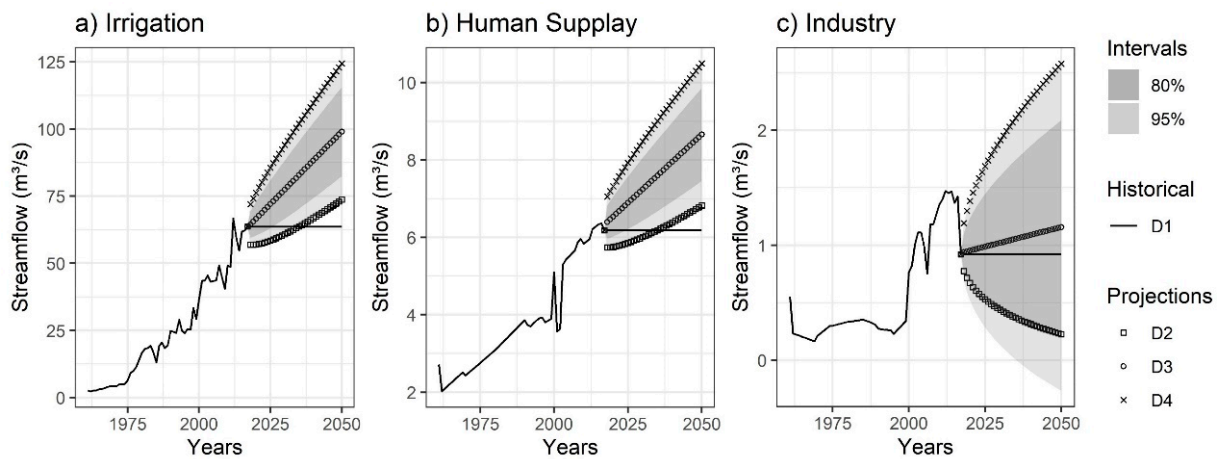 a) Irrigation
Streamflow (m³/s)
125
100
75
50
25
0
1975
2000
2025
2050
Years
b) Human Supplay
Streamflow (m³/s)
10
8
6
4
2
1975
2000
2025
2050
Years
c) Industry
Streamflow (m³/s)
2
1
0
1975
2000
2025
2050
Years
Intervals
80%
95%
Historical
D1
Projections
D2
D3
D4